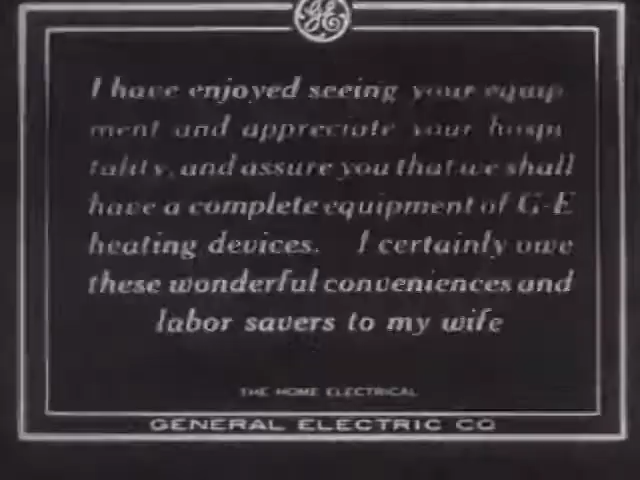 GE
I have enjoyed seeing your equip
ment and appreciate your hospi
tality, and assure you that we shall
have a complete equipment of G-E
heating devices. I certainly owe
these wonderful conveniences and
labor savers to my wife
THE HOME ELECTRICAL
GENERAL ELECTRIC CO